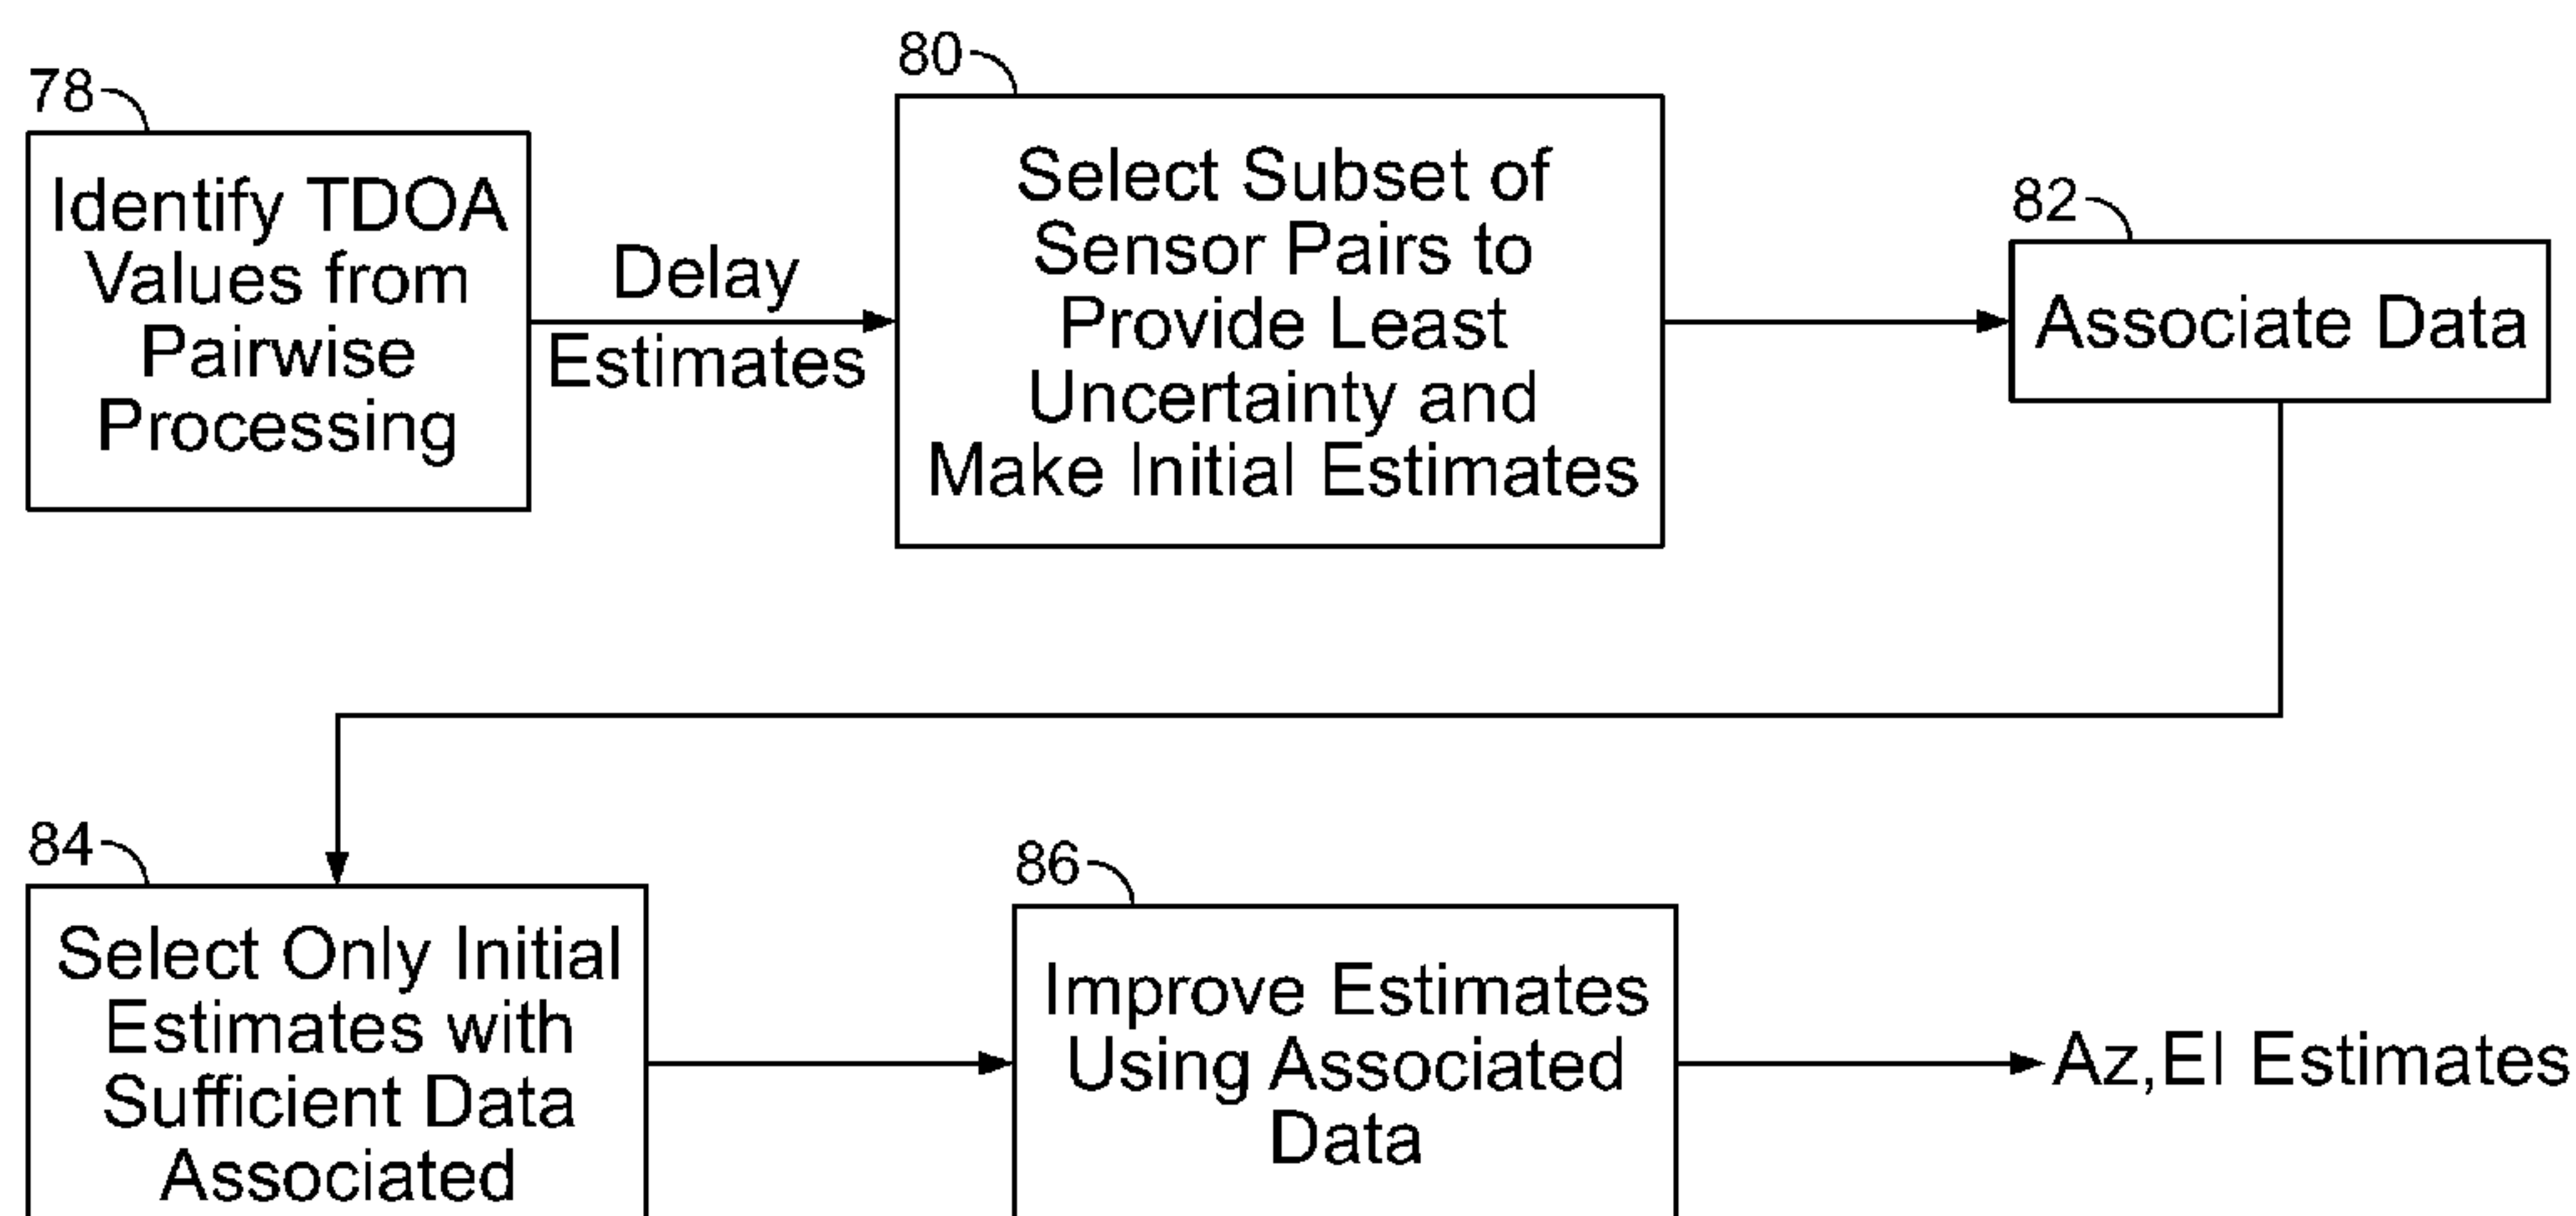 78
Identify TDOA
Values from
Pairwise
Processing
Delay
Estimates
80
Select Subset of
Sensor Pairs to
Provide Least
Uncertainty and
Make Initial Estimates
82
Associate Data
84
Select Only Initial
Estimates with
Sufficient Data
Associated
86
Improve Estimates
Using Associated
Data
Az,El Estimates